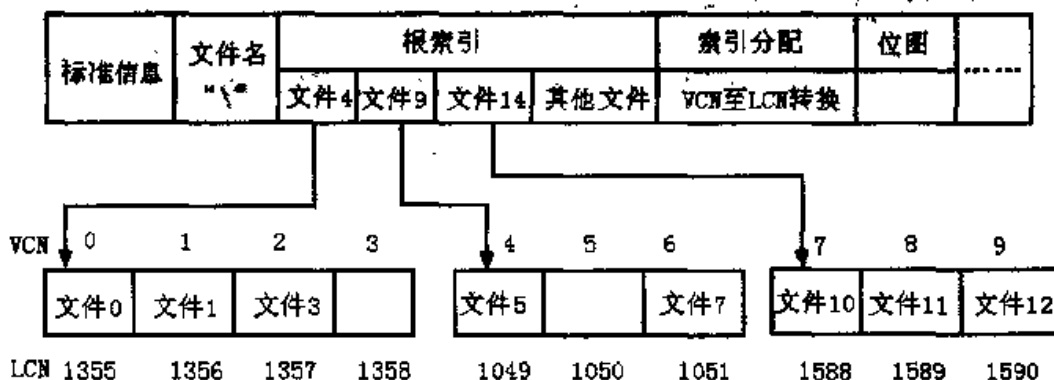 标准信息 文件名 "\" 根索引 索引分配 位图 ......
文件4 文件9 文件14 其他文件 VCN至LCN转换
VCN 0 1 2 3 4 5 6 7 8 9
文件0 文件1 文件3 文件5 文件7 文件10 文件11 文件12
LCN 1355 1356 1357 1358 1049 1050 1051 1588 1589 1590